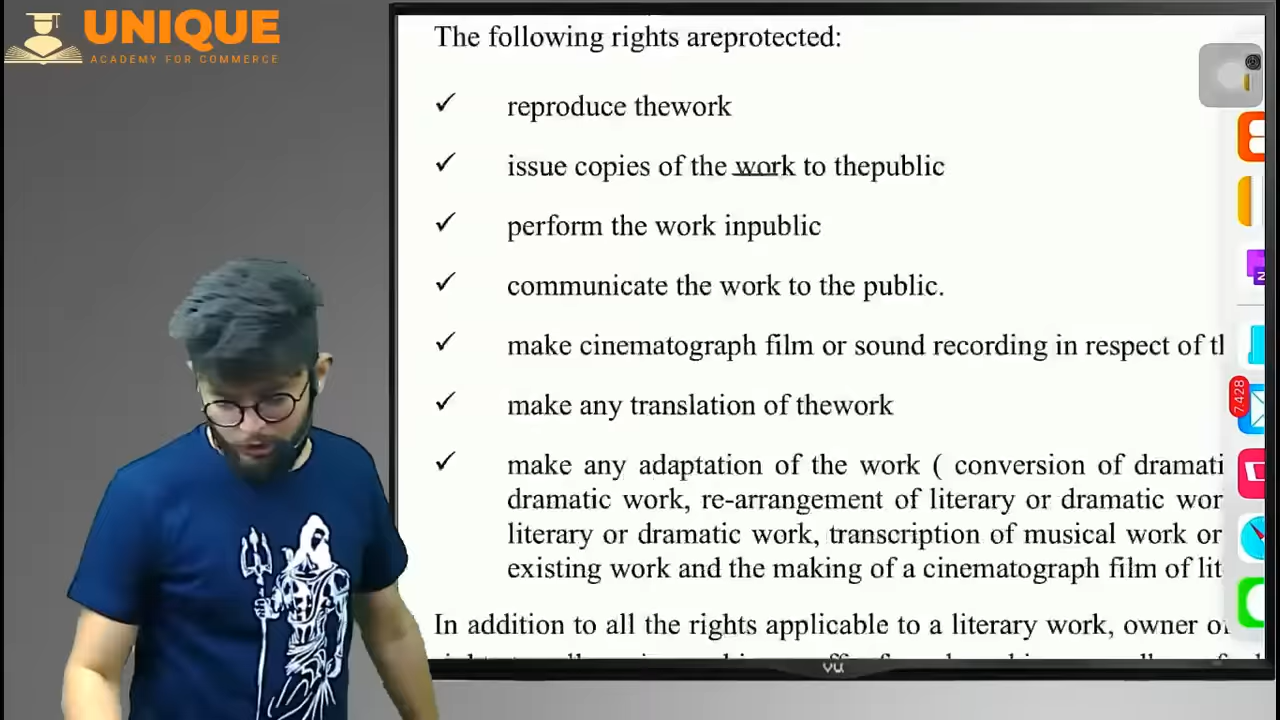 UNIQUE
ACADEMY FOR COMMERCE
The following rights areprotected:
✓ reproduce thework
✓ issue copies of the work to thepublic
✓ perform the work inpublic
✓ communicate the work to the public.
✓ make cinematograph film or sound recording in respect of
✓ make any translation of thework
✓ make any adaptation of the work ( conversion of
dramatic work, re-arrangement of literary or dramatic
literary or dramatic work, transcription of musical work or
existing work and the making of a cinematograph film of
In addition to all the rights applicable to a literary work, owner
7,428
N
vu